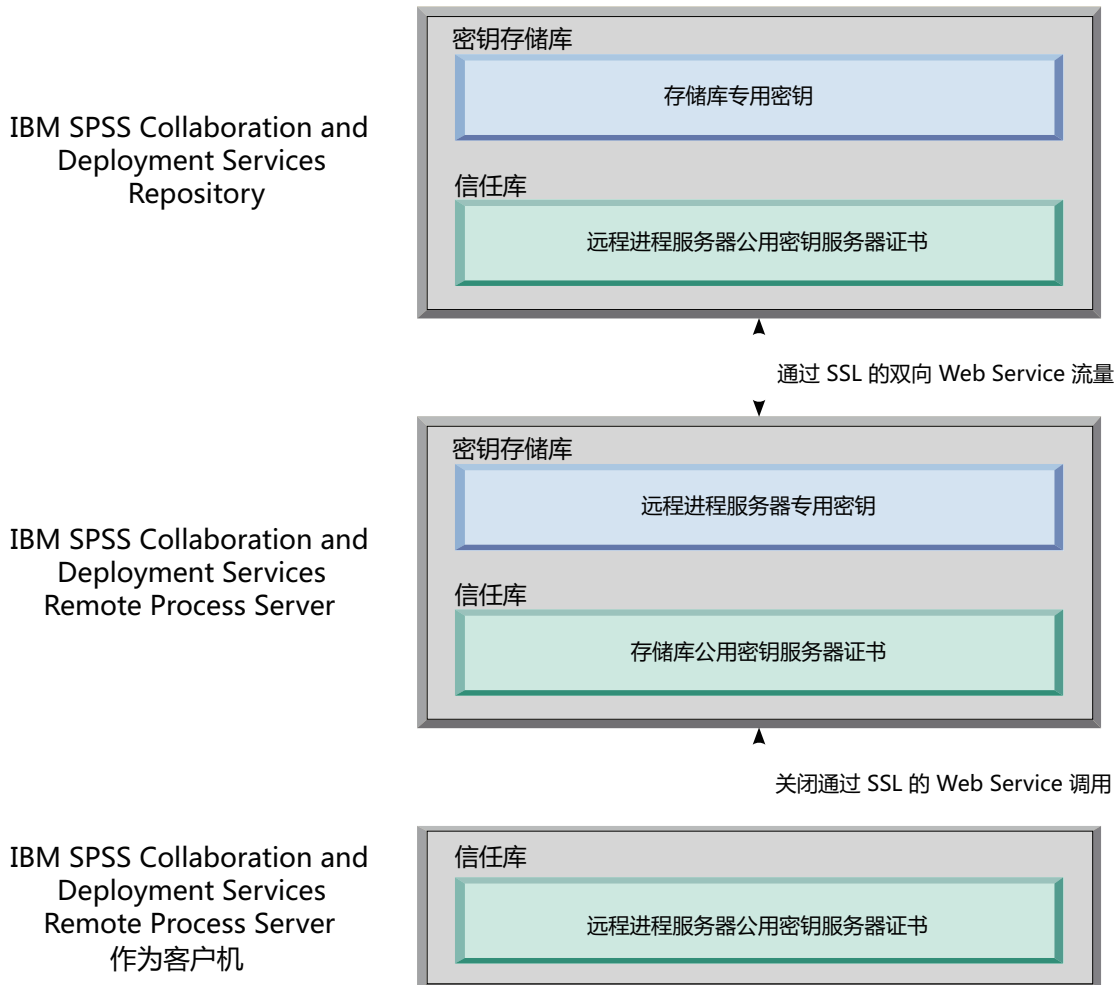 密钥存储库
存储库专用密钥
IBM SPSS Collaboration and
Deployment Services
Repository
信任库
远程进程服务器公用密钥服务器证书
通过 SSL 的双向 Web Service 流量
密钥存储库
远程进程服务器专用密钥
IBM SPSS Collaboration and
Deployment Services
Remote Process Server
信任库
存储库公用密钥服务器证书
关闭通过 SSL 的 Web Service 调用
IBM SPSS Collaboration and
Deployment Services
Remote Process Server
作为客户机
信任库
远程进程服务器公用密钥服务器证书